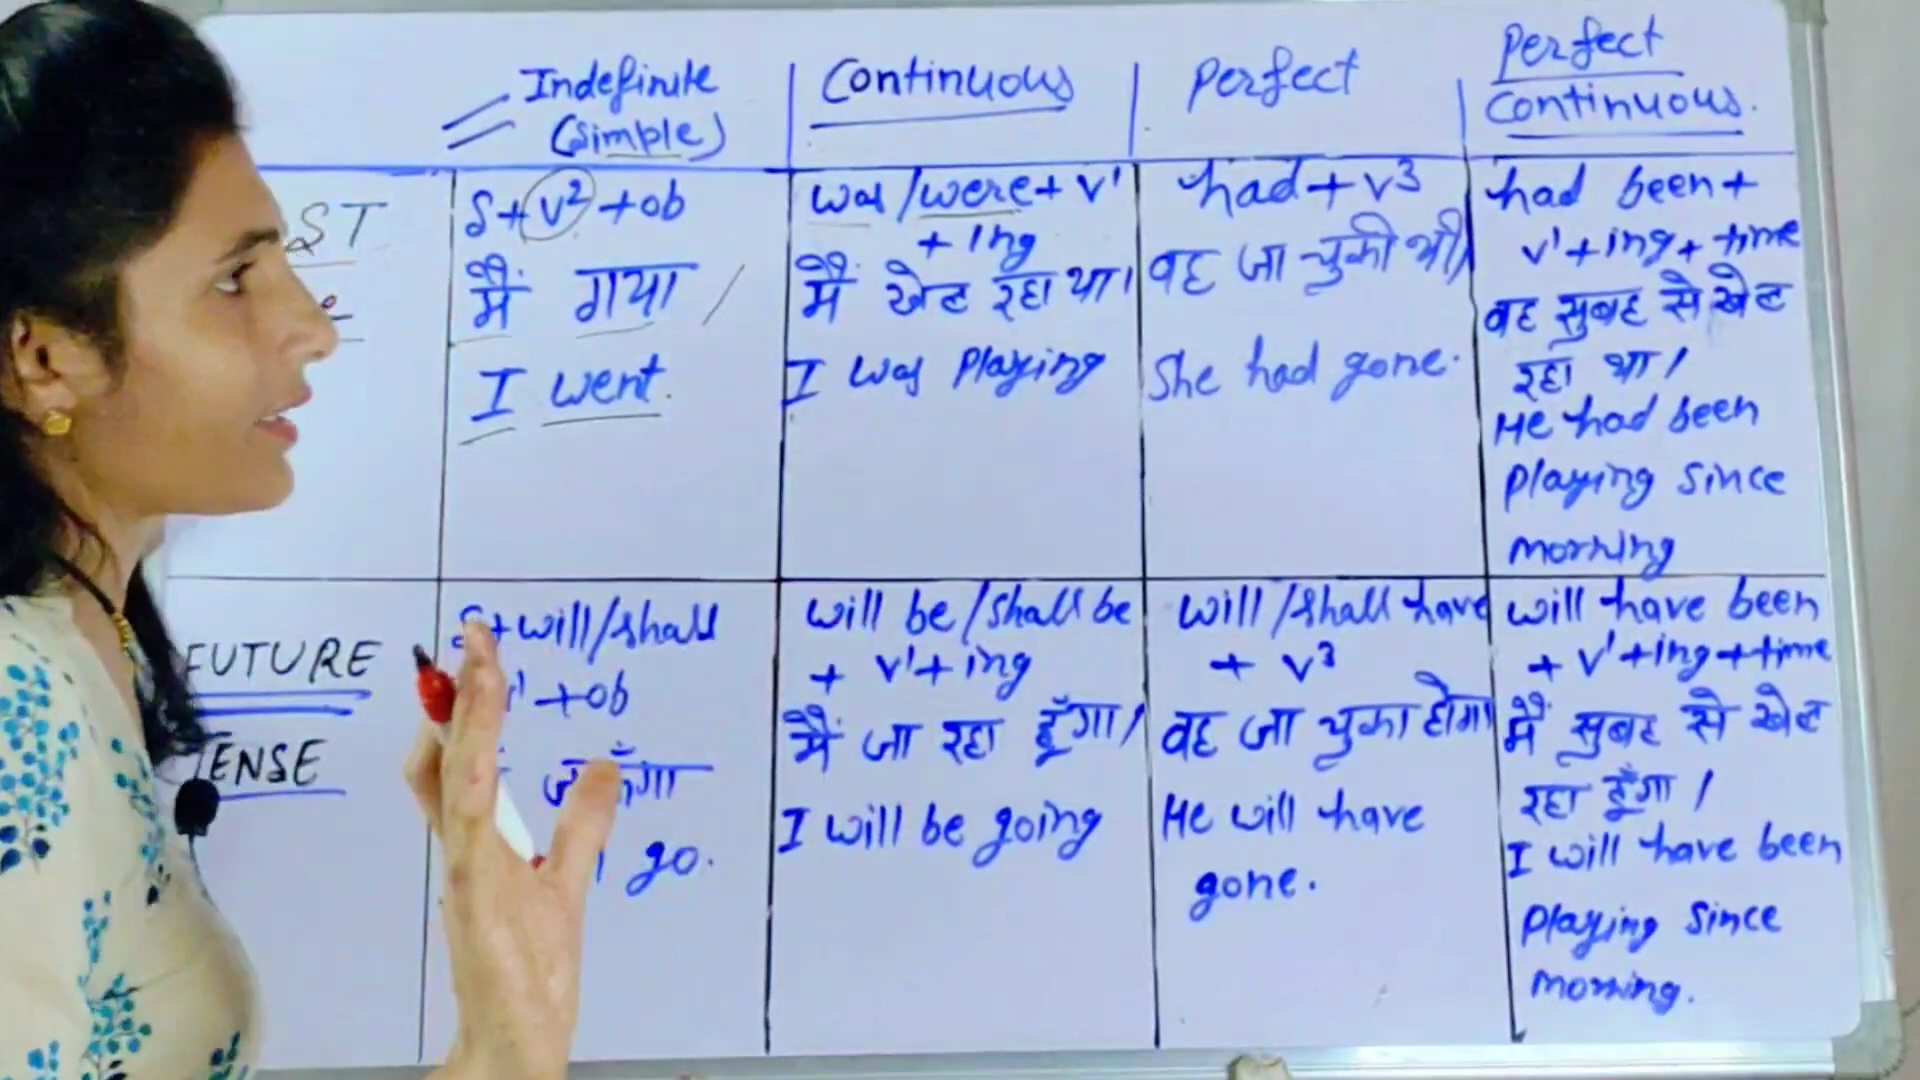 Indefinite
(Simple)
Continuous
Perfect
Perfect
Continuous.
ST
S+V2+ob
मैं गया
I went.
was/were+V1
+ing
मैं खेल रहा था।
I was Playing
had+V3
वह जा चुकी थी।
She had gone.
had been+
V1+ing+time
वह सुबह से खेल
रहा था।
He had been
Playing Since
morning
FUTURE
TENSE
S+will/shall
+ob
go.
will be/shall be
+ V1+ing
मैं जा रहा हूँगा।
I will be going
will/shall have
+ V3
वह जा चुका होगा
He will have
gone.
will have been
+ V1+ing+time
मैं सुबह से खेल
रहा हूँगा।
I will have been
Playing Since
morning.